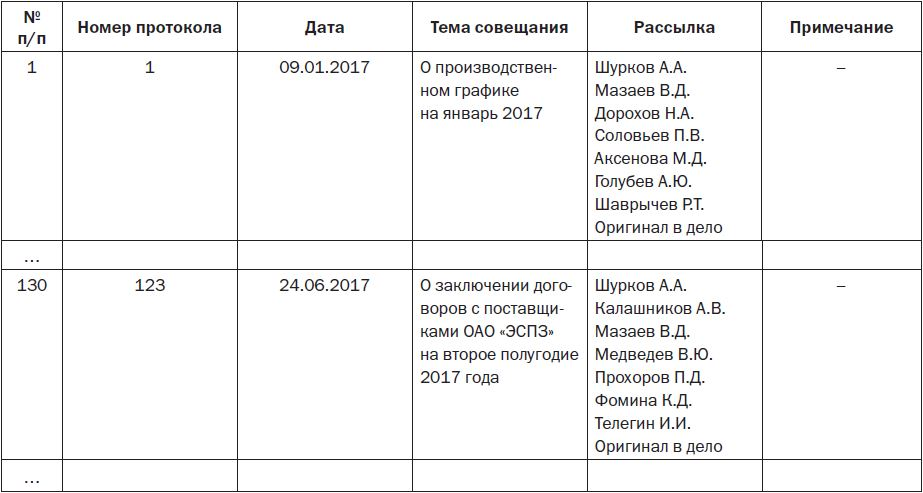 № п/п Номер протокола Дата Тема совещания Рассылка Примечание
1 1 09.01.2017 О производствен- Шурков А.А. –
ном графике Мазаев В.Д.
на январь 2017 Дорохов Н.А.
Соловьев П.В.
Аксенова М.Д.
Голубев А.Ю.
Шаврычев Р.Т.
Оригинал в дело
...
130 123 24.06.2017 О заключении дого- Шурков А.А. –
воров с поставщи- Калашников А.В.
ками ОАО «ЭСПЗ» Мазаев В.Д.
на второе полугодие Медведев В.Ю.
2017 года Прохоров П.Д.
Фомина К.Д.
Телегин И.И.
Оригинал в дело
...